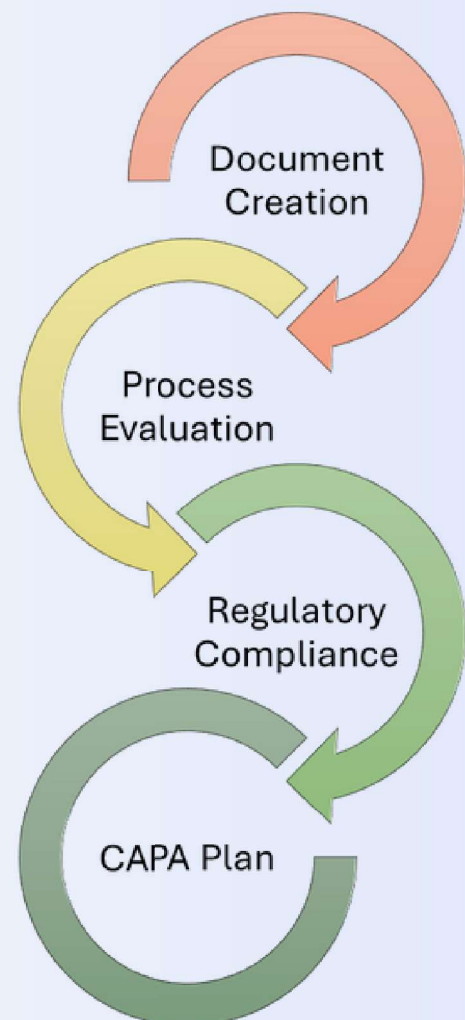 Document
Creation
Process
Evaluation
Regulatory
Compliance
CAPA Plan